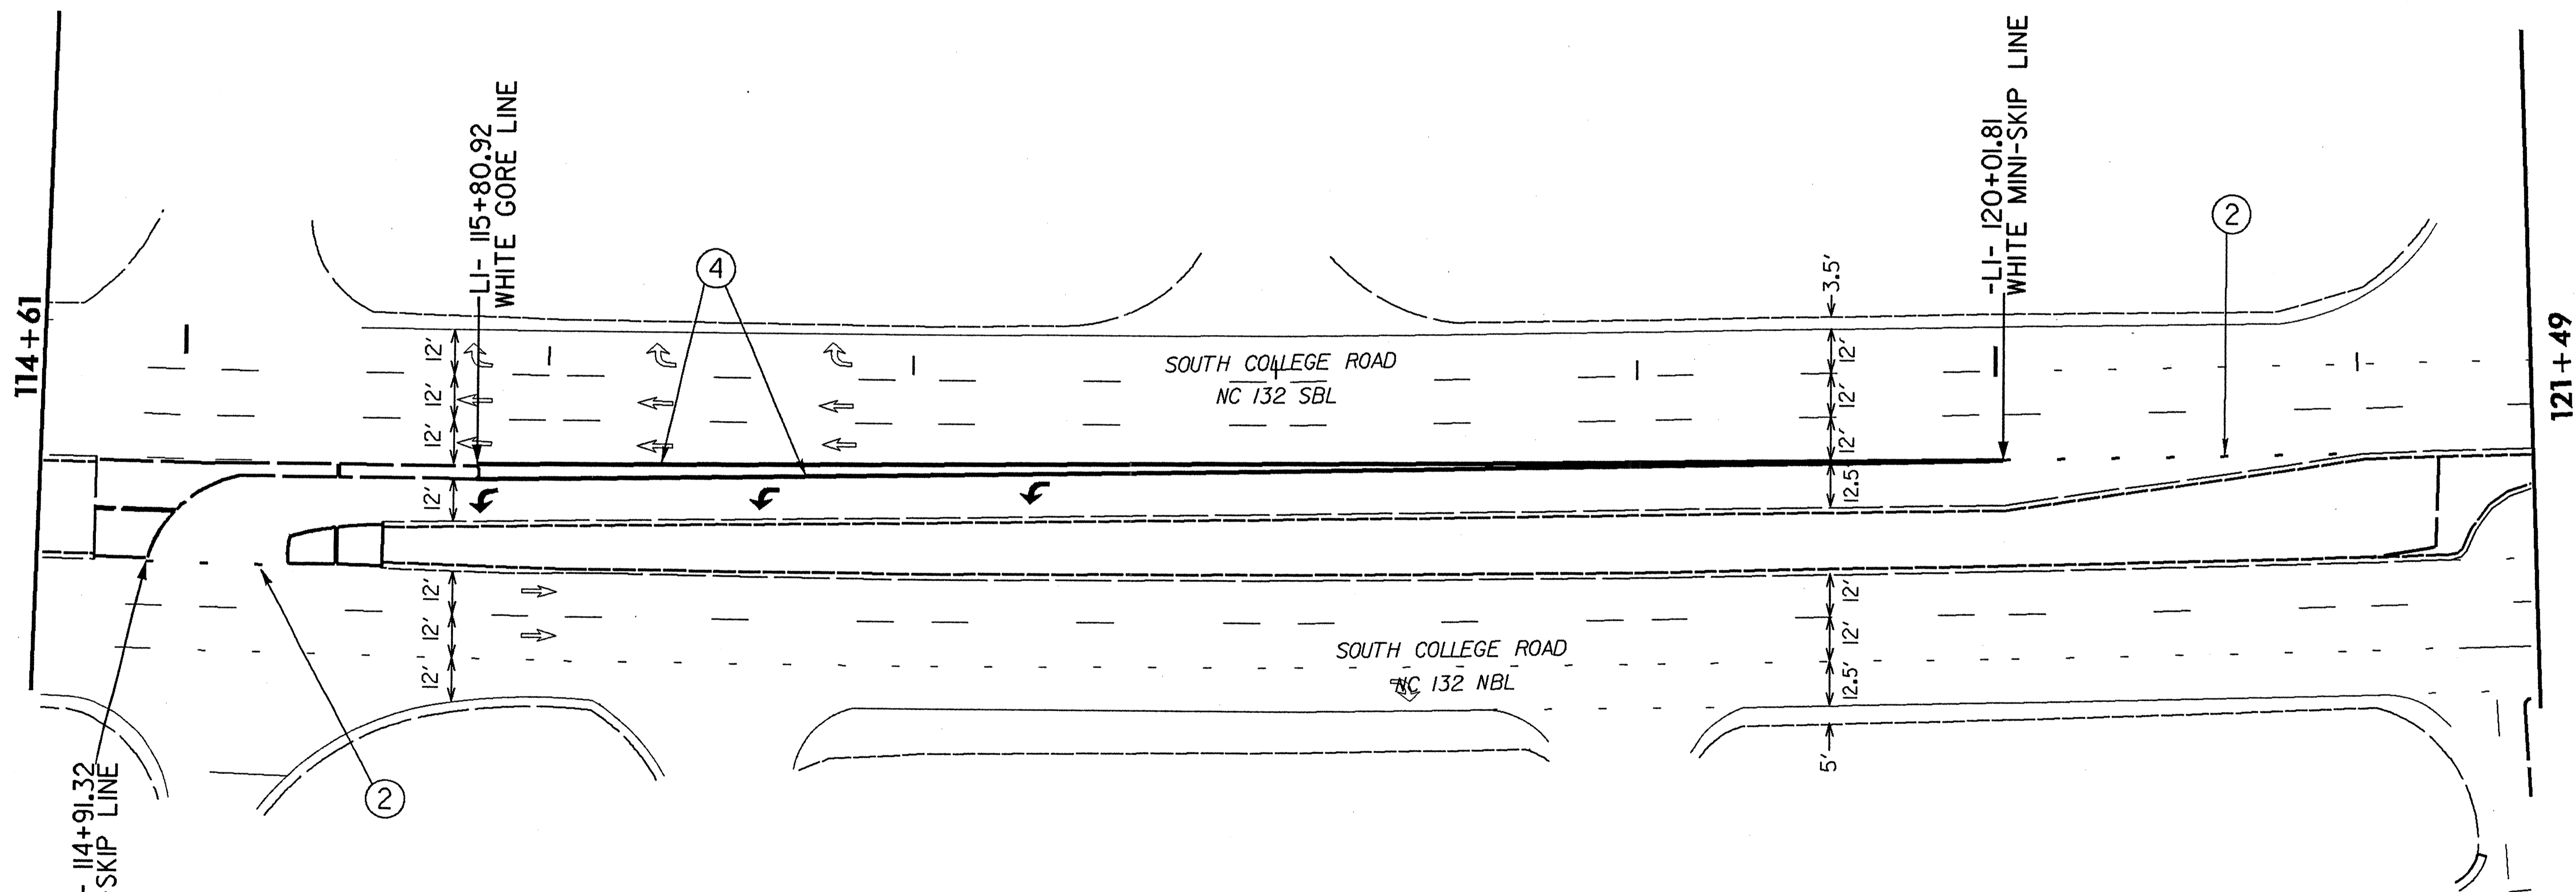 114+61
-L1- 115+80.92
WHITE GORE LINE
4
-L1- 120+01.81
WHITE MINI-SKIP LINE
2
121+49
3.5'
12'
12'
12'
12'
12'
12'
12'
12.5'
SOUTH COLLEGE ROAD
NC 132 SBL
12'
12'
12'
12'
12'
12.5'
5'
SOUTH COLLEGE ROAD
NC 132 NBL
- 114+91.32
SKIP LINE
2